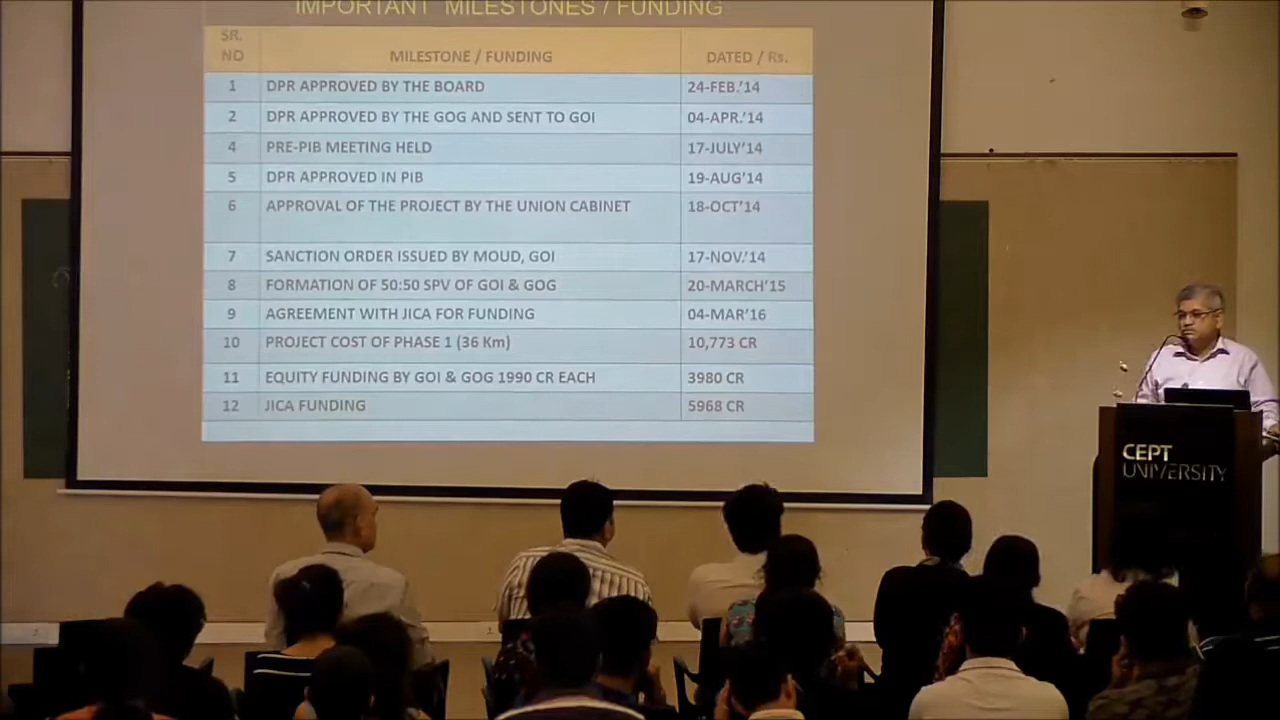 IMPORTANT MILESTONES / FUNDING
SR. NO MILESTONE / FUNDING DATED / Rs.
1 DPR APPROVED BY THE BOARD 24-FEB.'14
2 DPR APPROVED BY THE GOG AND SENT TO GOI 04-APR.'14
4 PRE-PIB MEETING HELD 17-JULY'14
5 DPR APPROVED IN PIB 19-AUG'14
6 APPROVAL OF THE PROJECT BY THE UNION CABINET 18-OCT'14
7 SANCTION ORDER ISSUED BY MOUD, GOI 17-NOV.'14
8 FORMATION OF 50:50 SPV OF GOI & GOG 20-MARCH'15
9 AGREEMENT WITH JICA FOR FUNDING 04-MAR'16
10 PROJECT COST OF PHASE 1 (36 Km) 10,773 CR
11 EQUITY FUNDING BY GOI & GOG 1990 CR EACH 3980 CR
12 JICA FUNDING 5968 CR
CEPT
UNIVERSITY